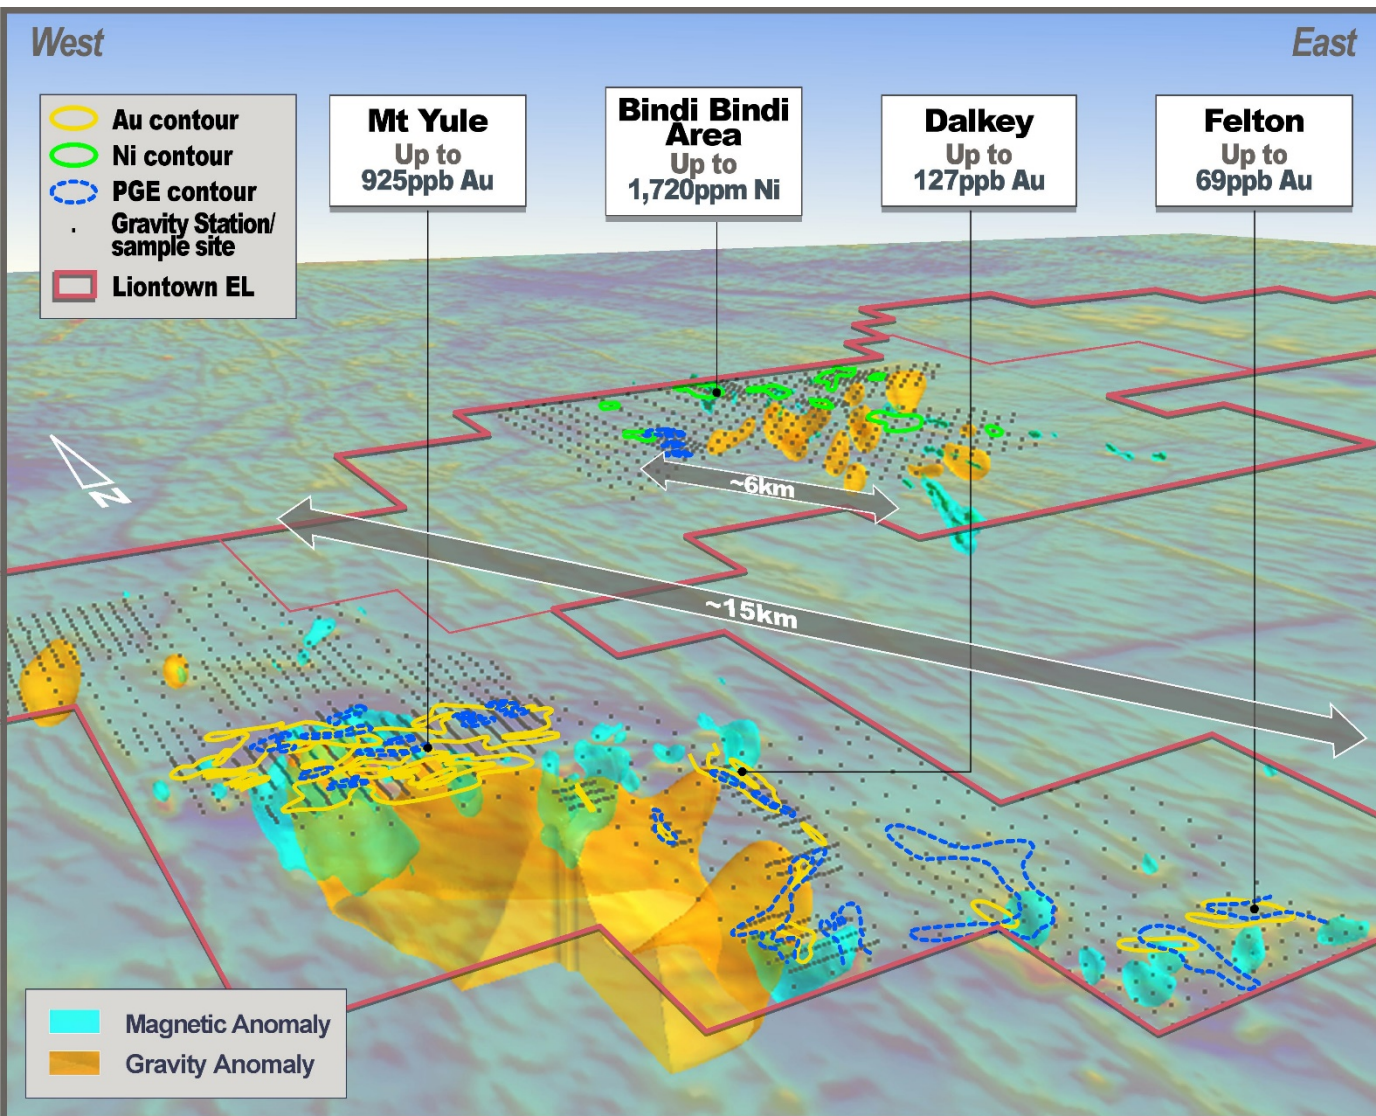 West
East
Au contour
Ni contour
PGE contour
Gravity Station/
sample site
Liontown EL
Mt Yule
Up to
925ppb Au
Bindi Bindi
Area
Up to
1,720ppm Ni
Dalkey
Up to
127ppb Au
Felton
Up to
69ppb Au
N
~6km
~15km
Magnetic Anomaly
Gravity Anomaly